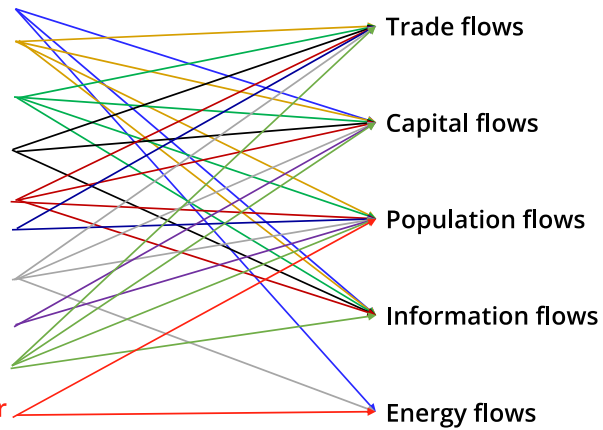 Trade flows
Capital flows
Population flows
Information flows
r
Energy flows